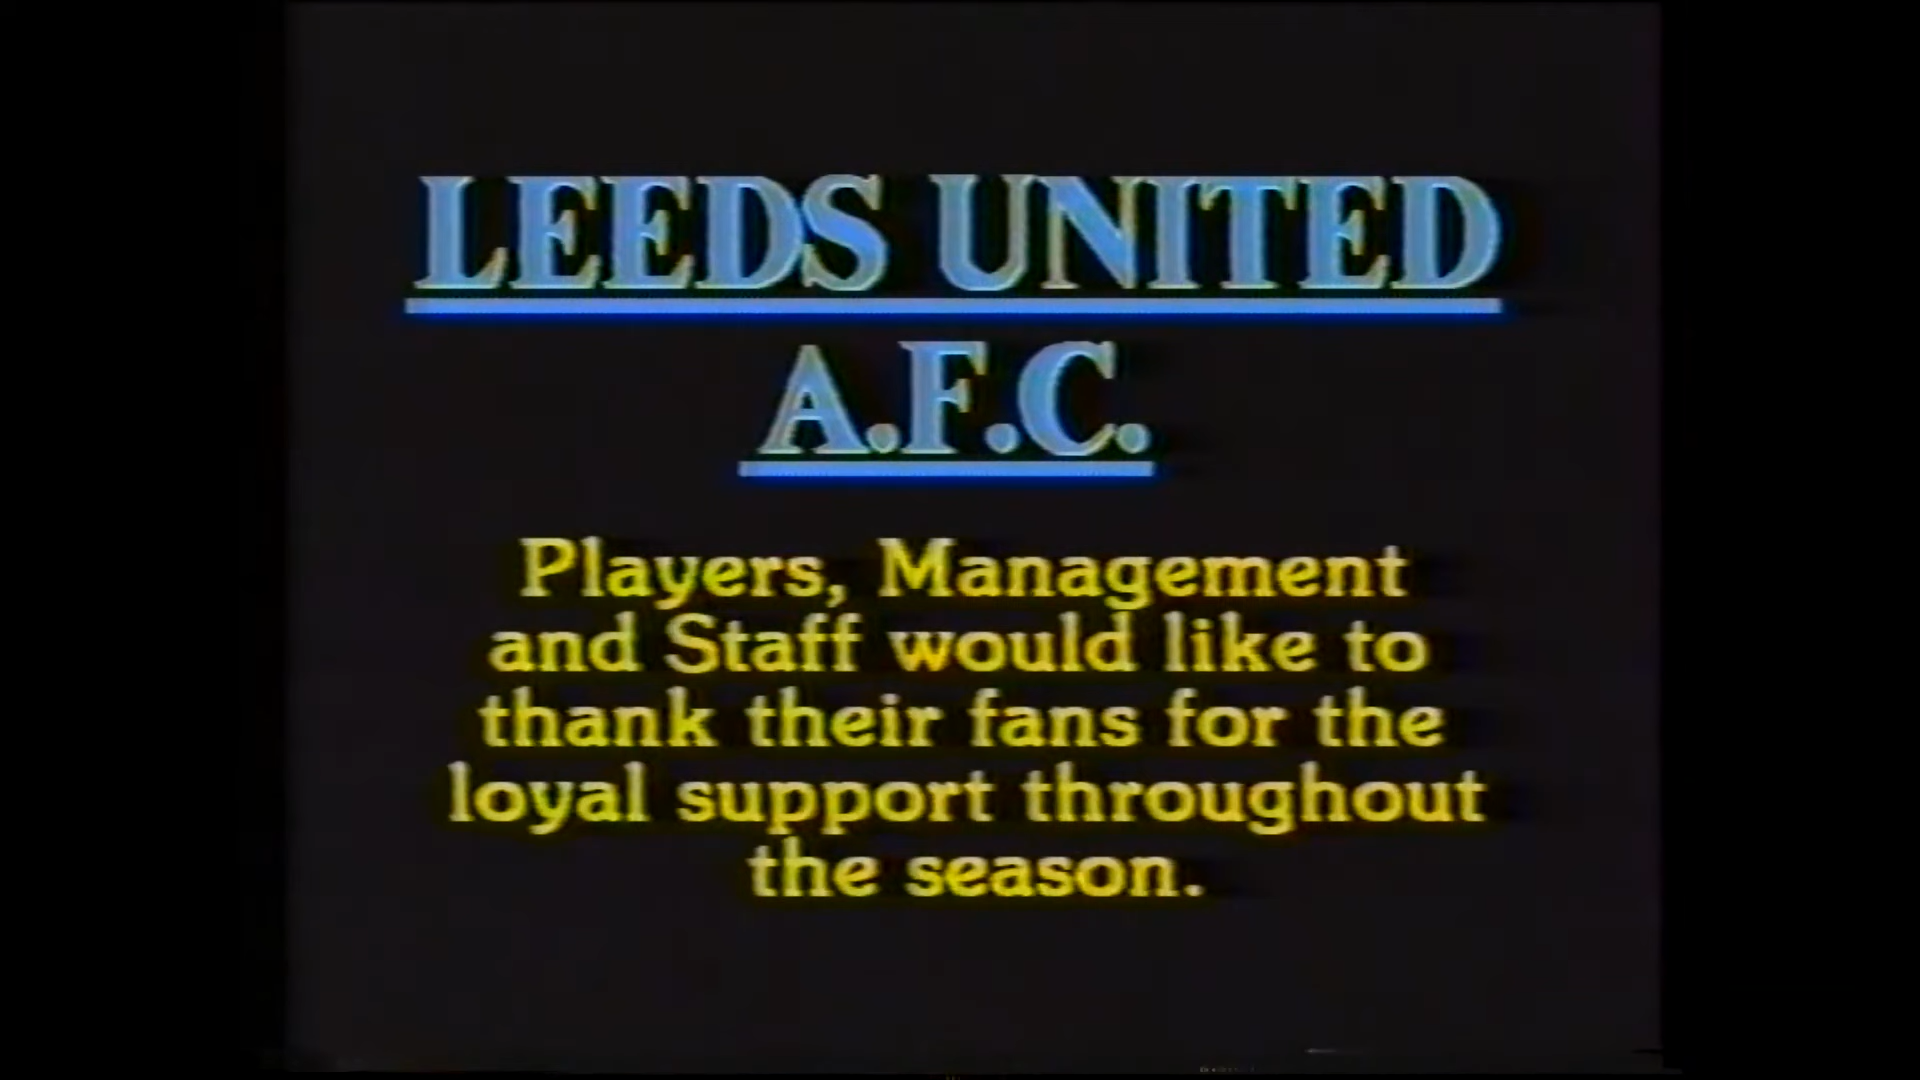 LEEDS UNITED
A.F.C.
Players, Management
and Staff would like to
thank their fans for the
loyal support throughout
the season.